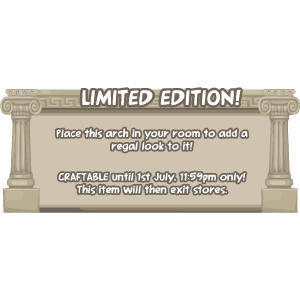 LIMITED EDITION!
Place this arch in your room to add a
regal look to it!
CRAFTABLE until 1st July, 11:59pm only!
This item will then exit stores.